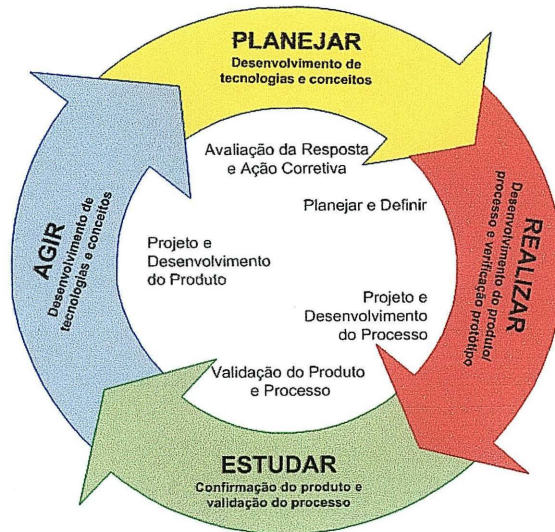 PLANEJAR
Desenvolvimento de
tecnologias e conceitos
Avaliação da Resposta
e Ação Corretiva
Planejar e Definir
REALIZAR
Desenvolvimento do produto/
processo e verificação protótipo
Projeto e
Desenvolvimento
do Processo
Validação do Produto
e Processo
ESTUDAR
Confirmação do produto e
validação do processo
Projeto e
Desenvolvimento
do Produto
AGIR
Desenvolvimento de
tecnologias e conceitos